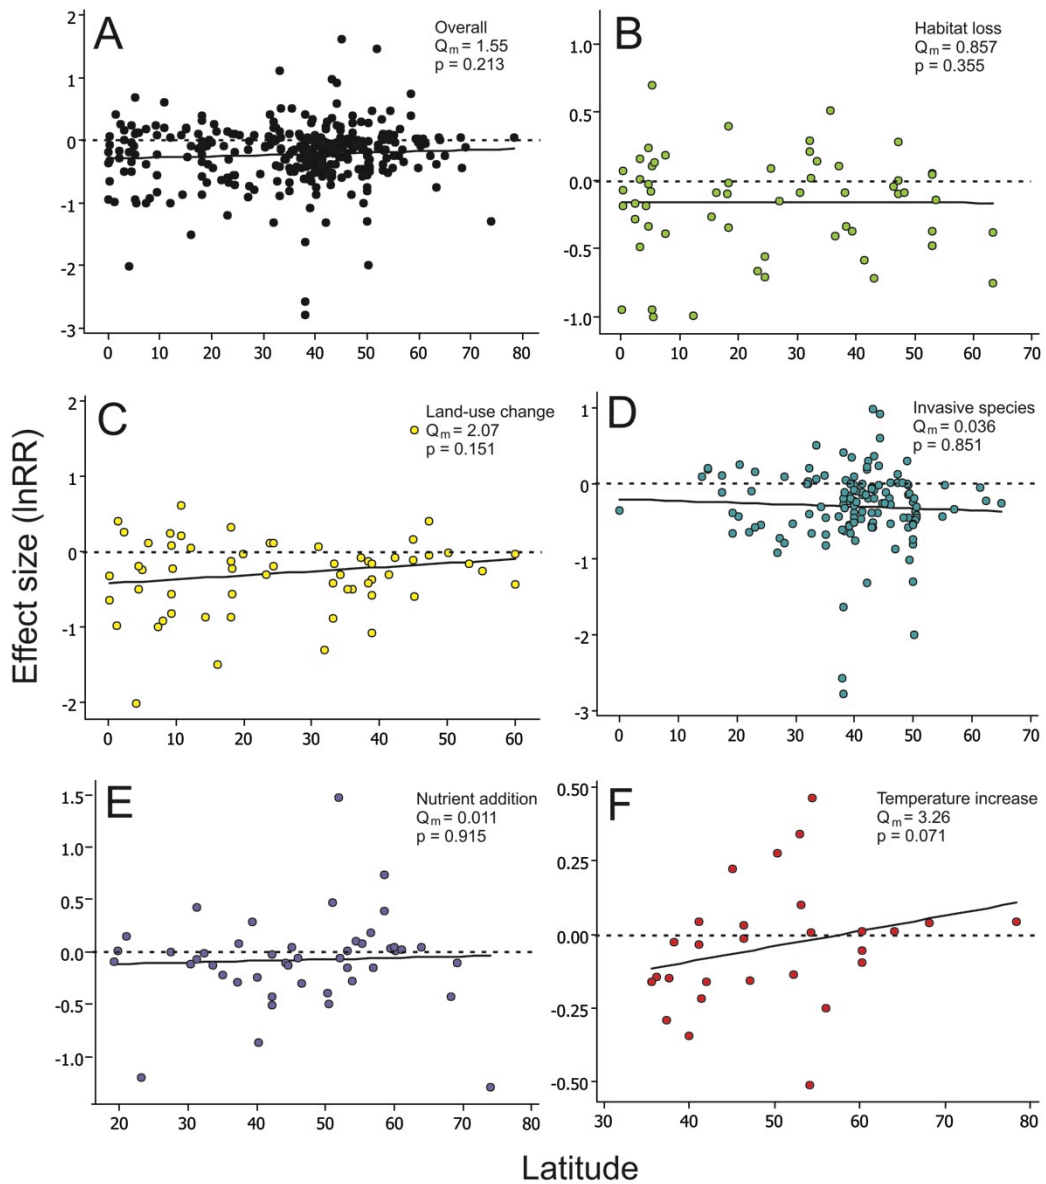 A
Overall
Qm = 1.55
p = 0.213
2
1
0
-1
-2
-3
0 10 20 30 40 50 60 70 80
B
Habitat loss
Qm = 0.857
p = 0.355
1.0
0.5
0.0
-0.5
-1.0
0 10 20 30 40 50 60 70
C
Land-use change
Qm = 2.07
p = 0.151
2
1
0
-1
-2
0 10 20 30 40 50 60
D
Invasive species
Qm = 0.036
p = 0.851
1
0
-1
-2
-3
0 10 20 30 40 50 60 70
E
Nutrient addition
Qm = 0.011
p = 0.915
1.5
1.0
0.5
0.0
-0.5
-1.0
20 30 40 50 60 70 80
F
Temperature increase
Qm = 3.26
p = 0.071
0.50
0.25
0.00
-0.25
-0.50
30 40 50 60 70 80
Effect size (lnRR)
Latitude